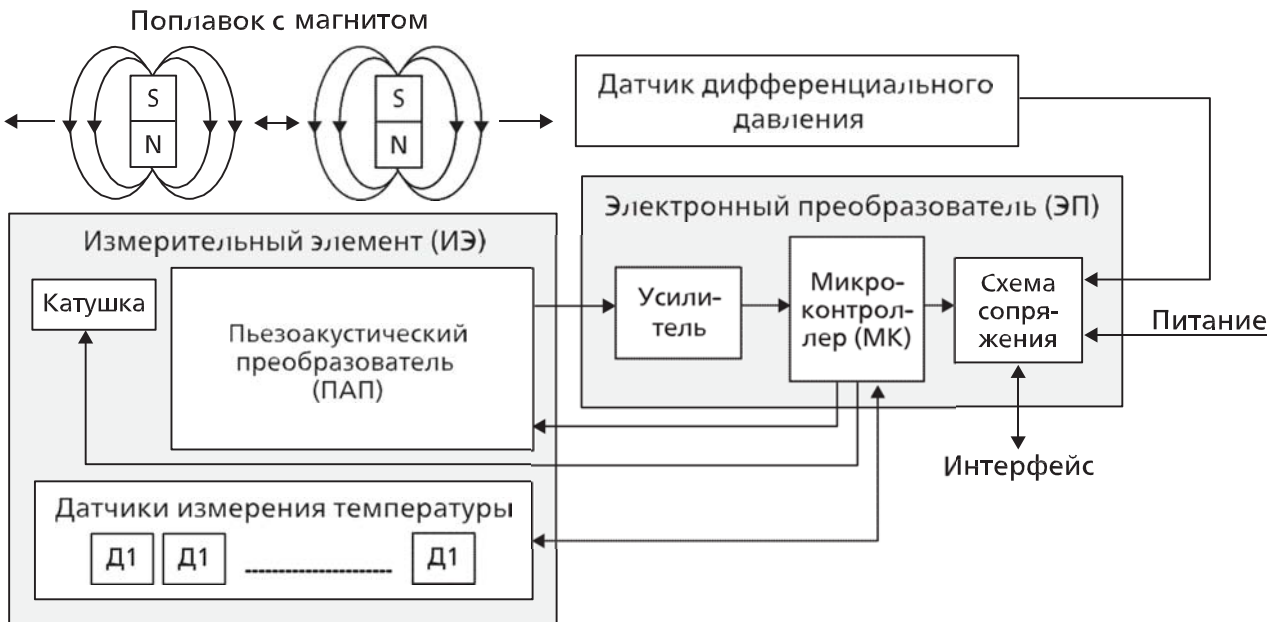 Поплавок с магнитом
S
N
S
N
Датчик дифференциального
давления
Электронный преобразователь (ЭП)
Измерительный элемент (ИЭ)
Катушка
Пьезоакустический
преобразователь
(ПАП)
Усили-
тель
Микро-
контрол-
лер (МК)
Схема
сопря-
жения
Питание
Интерфейс
Датчики измерения температуры
Д1
Д1
Д1